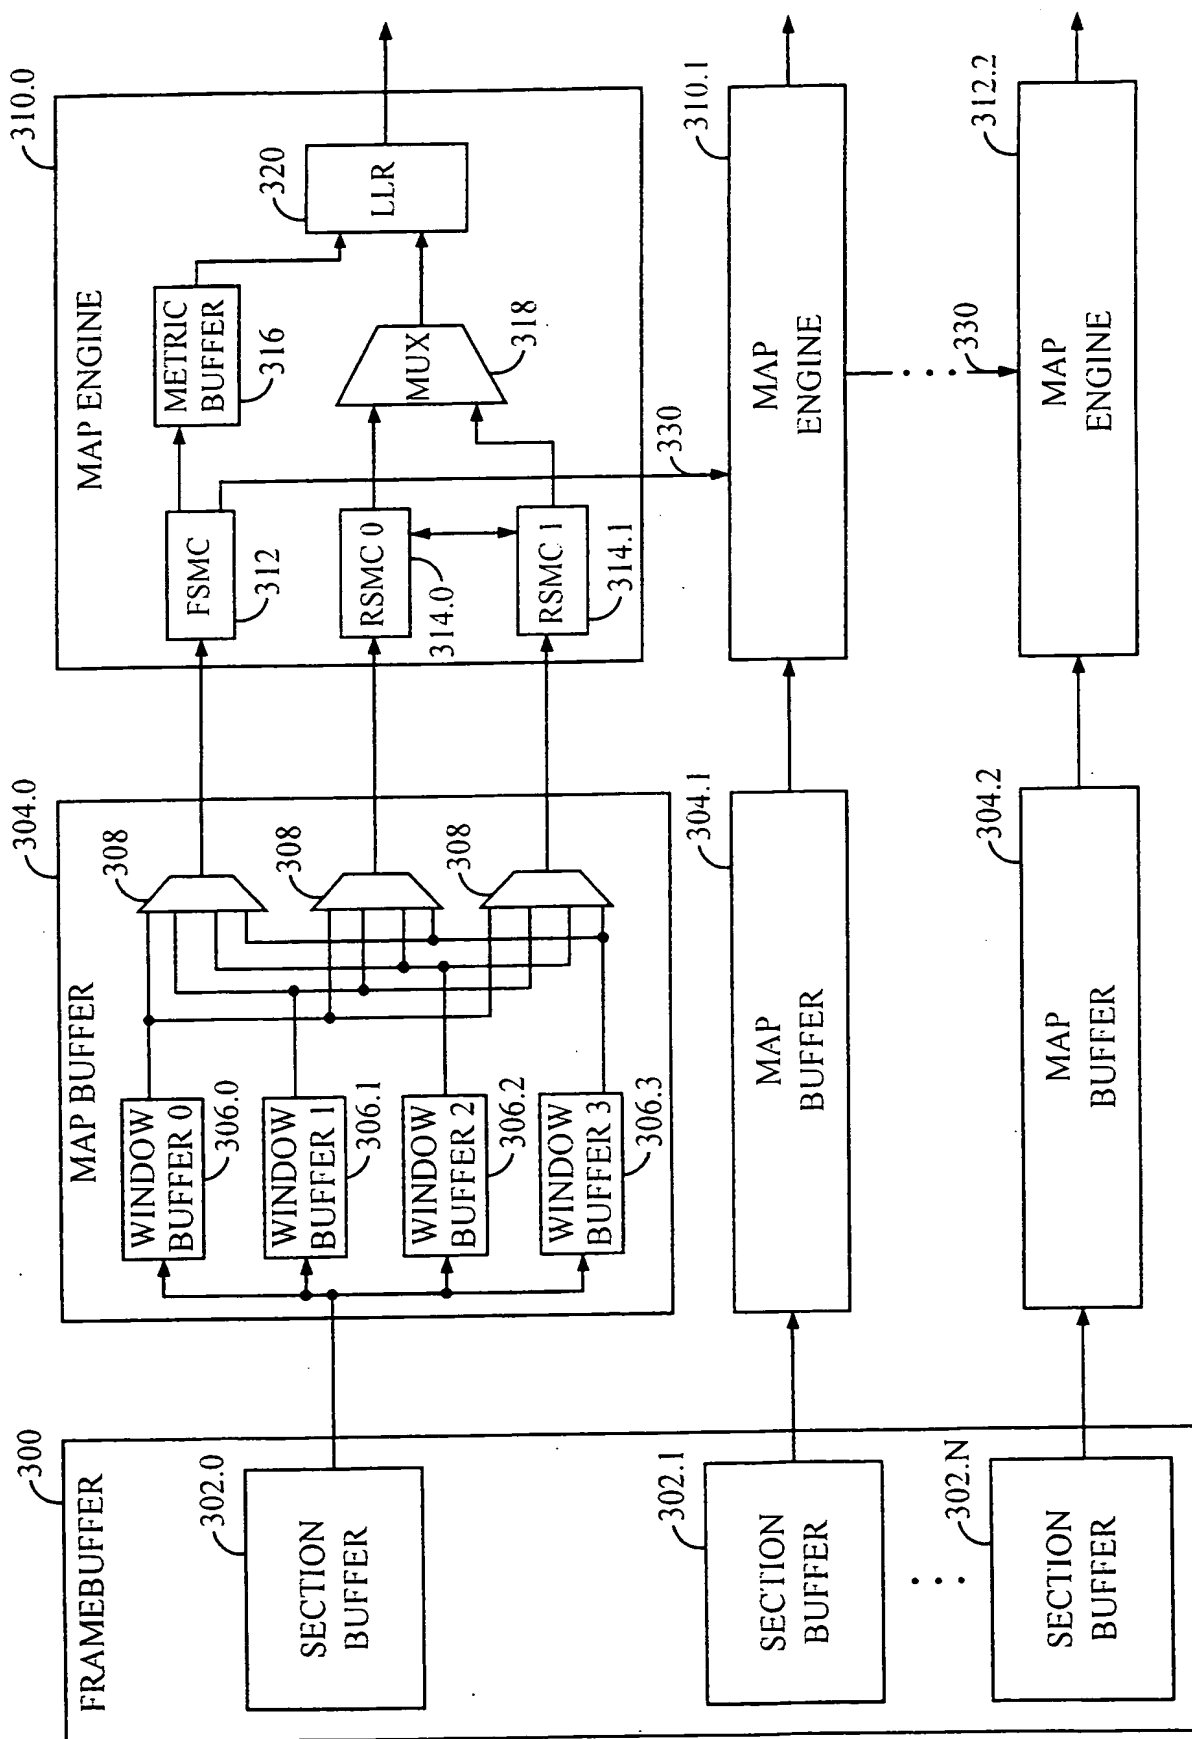 FRAMEBUFFER
300
SECTION
BUFFER
302.0
SECTION
BUFFER
302.1
. . .
SECTION
BUFFER
302.N
MAP BUFFER
304.0
WINDOW
BUFFER 0
306.0
WINDOW
BUFFER 1
306.1
WINDOW
BUFFER 2
306.2
WINDOW
BUFFER 3
306.3
308
308
308
MAP
BUFFER
304.1
MAP
BUFFER
304.2
MAP ENGINE
310.0
FSMC
312
METRIC
BUFFER
316
RSMC 0
314.0
RSMC 1
314.1
MUX
318
LLR
320
330
MAP
ENGINE
310.1
. . .
330
MAP
ENGINE
312.2